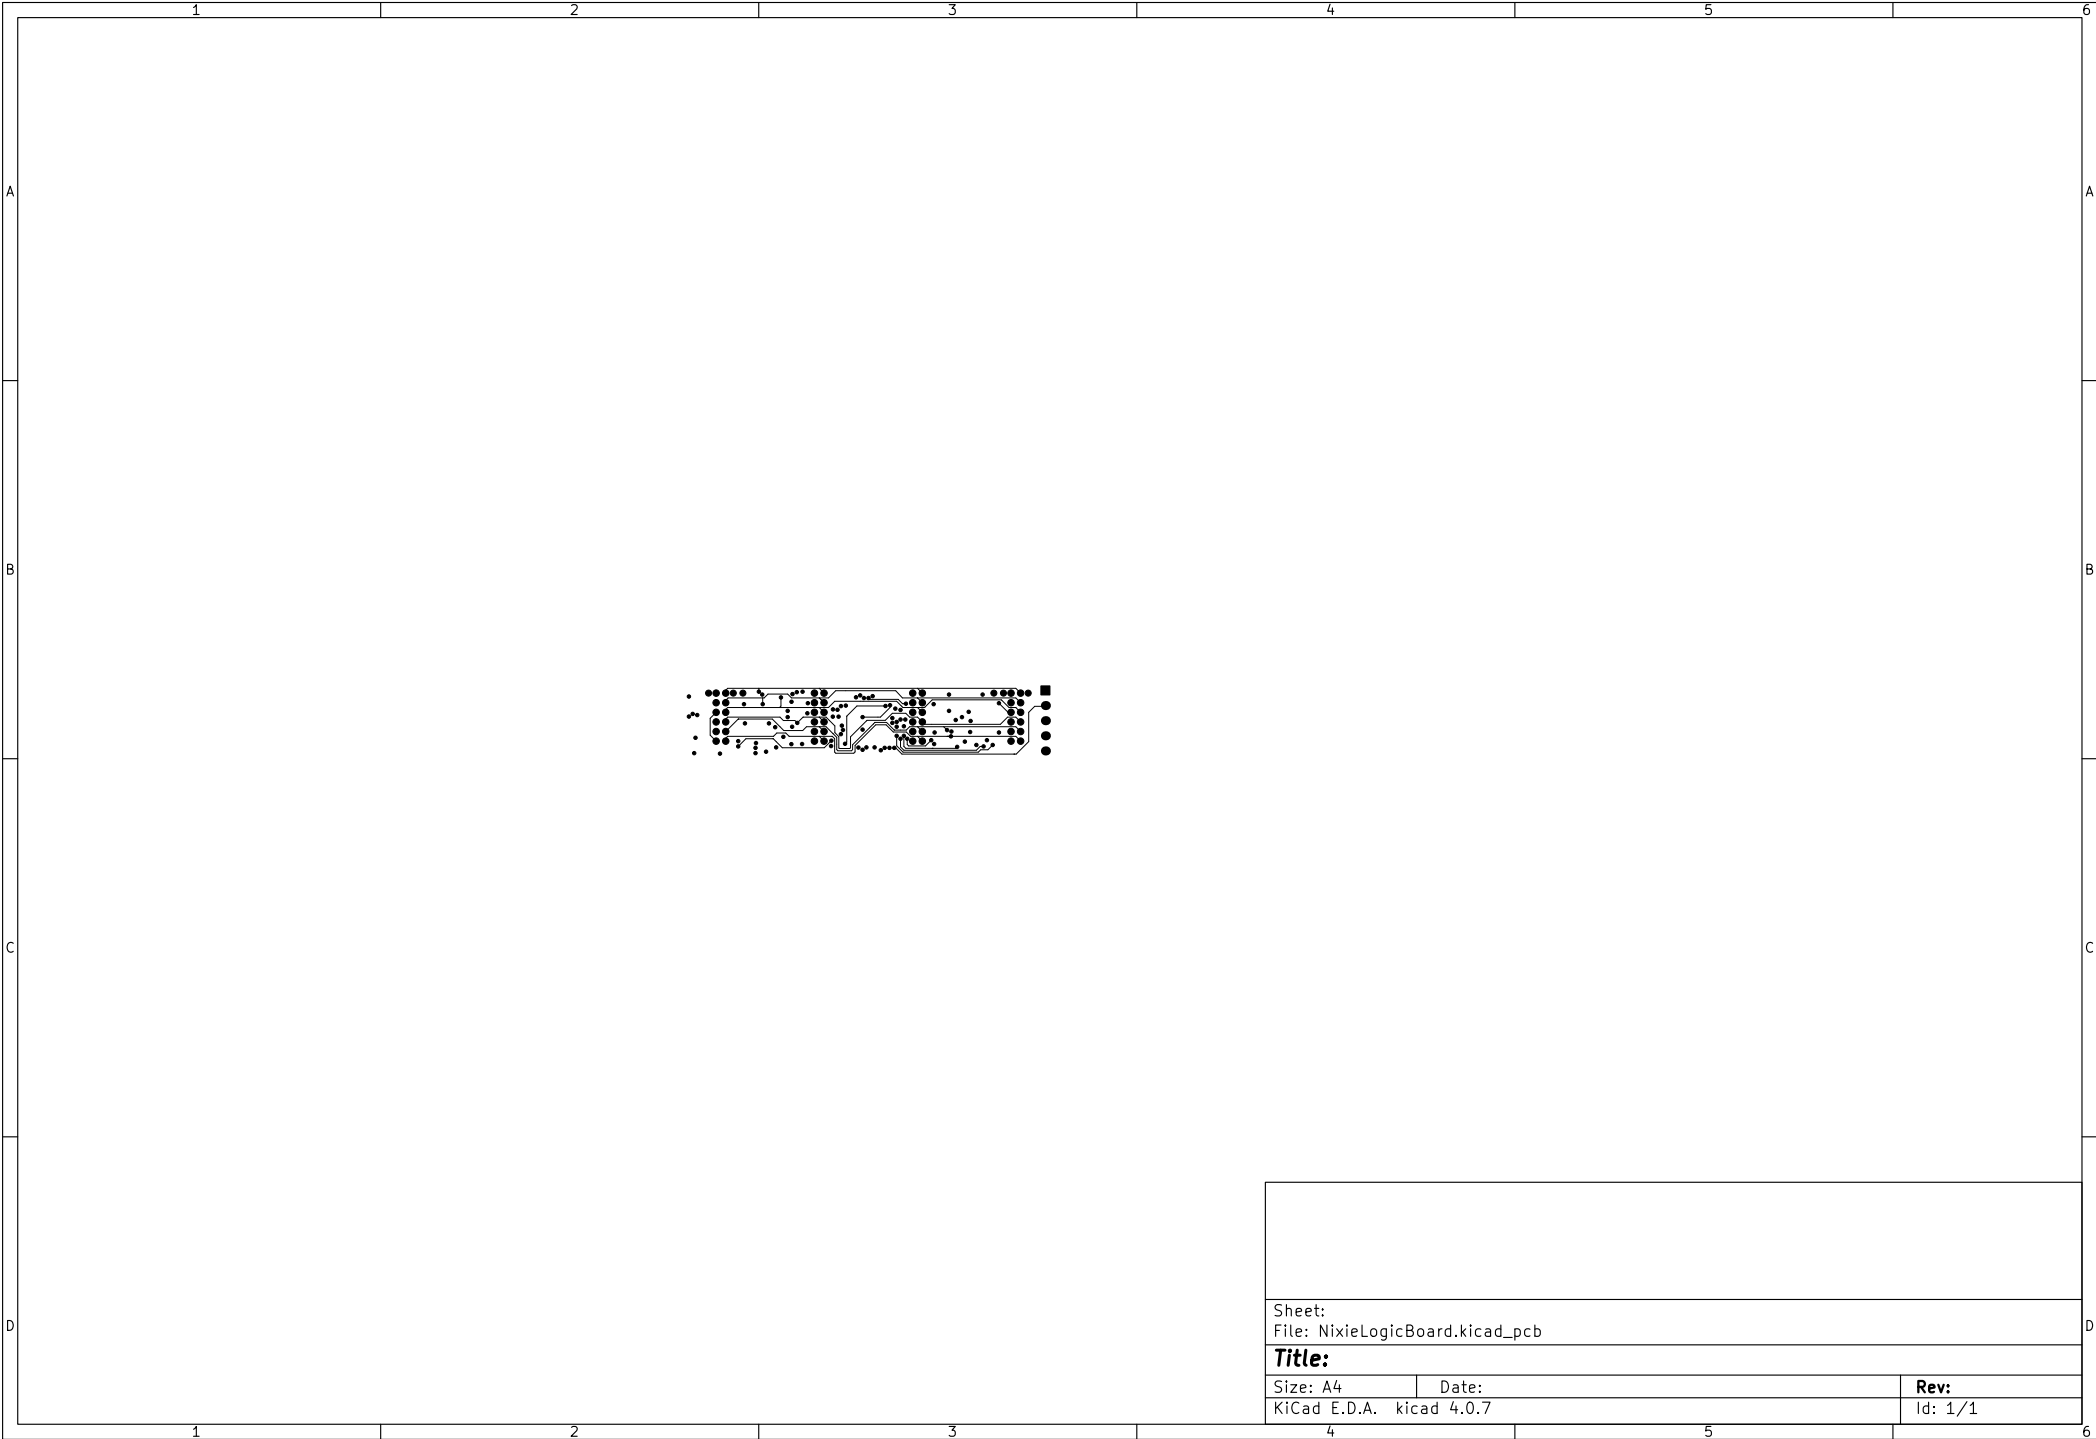 1 2 3 4 5 6
A A
B B
C C
Sheet:
D D
File: NixieLogicBoard.kicad_pcb
Title:
Size: A4 Date: Rev:
KiCad E.D.A. kicad 4.0.7 Id: 1/1
1 2 3 4 5 6